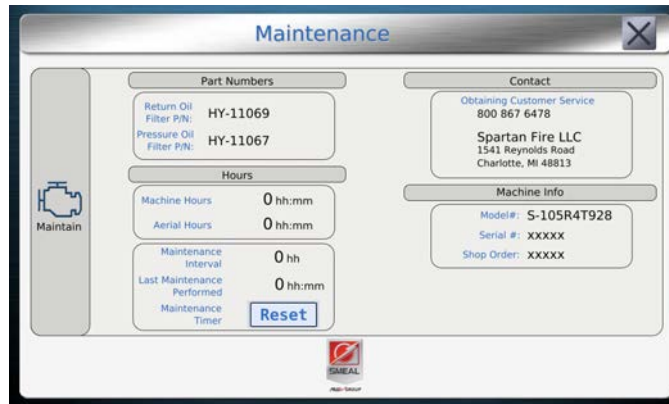 Maintenance
Maintain
Part Numbers
Return Oil
Filter P/N: HY-11069
Pressure Oil
Filter P/N: HY-11067
Hours
Machine Hours 0 hh:mm
Aerial Hours 0 hh:mm
Maintenance
Interval 0 hh
Last Maintenance
Performed 0 hh:mm
Maintenance
Timer Reset
Contact
Obtaining Customer Service
800 867 6478
Spartan Fire LLC
1541 Reynolds Road
Charlotte, MI 48813
Machine Info
Model#: S-105R4T928
Serial #: XXXXX
Shop Order: XXXXX
SMEAL